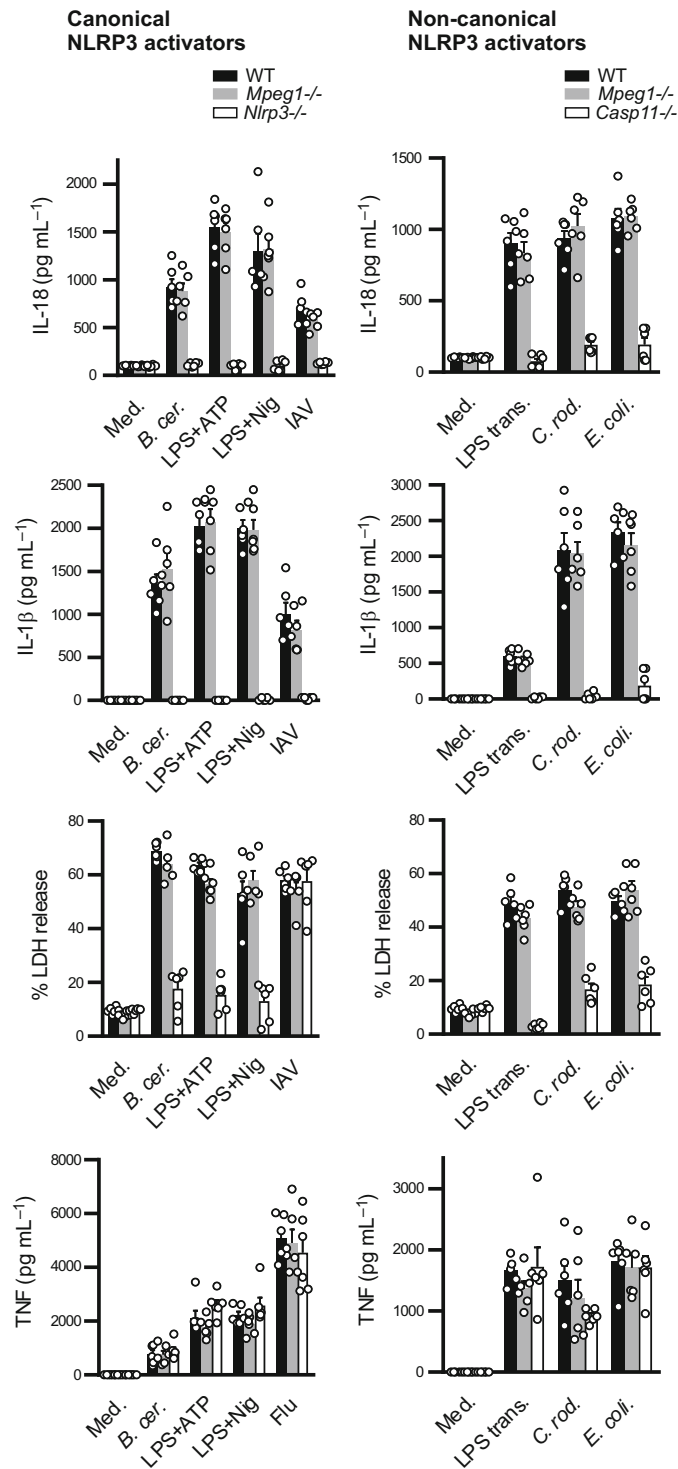 Canonical
NLRP3 activators
WT
Mpeg1-/-
Nlrp3-/-
Non-canonical
NLRP3 activators
WT
Mpeg1-/-
Casp11-/-
IL-18 (pg mL−1)
2000
1500
1000
500
0
Med.
B. cer.
LPS+ATP
LPS+Nig
IAV
IL-18 (pg mL−1)
1500
1000
500
0
Med.
LPS trans.
C. rod.
E. coli.
IL-1β (pg mL−1)
2500
2000
1500
1000
500
0
Med.
B. cer.
LPS+ATP
LPS+Nig
IAV
IL-1β (pg mL−1)
3000
2500
2000
1500
1000
500
0
Med.
LPS trans.
C. rod.
E. coli.
% LDH release
80
60
40
20
0
Med.
B. cer.
LPS+ATP
LPS+Nig
IAV
% LDH release
80
60
40
20
0
Med.
LPS trans.
C. rod.
E. coli.
TNF (pg mL−1)
8000
6000
4000
2000
0
Med.
B. cer.
LPS+ATP
LPS+Nig
Flu
TNF (pg mL−1)
3000
2000
1000
0
Med.
LPS trans.
C. rod.
E. coli.